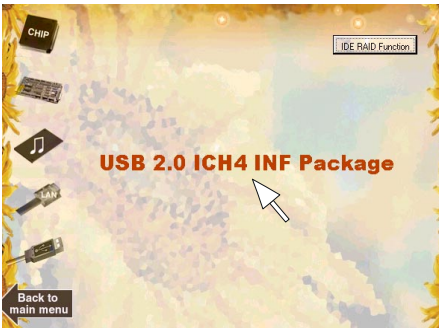 CHIP
IDE RAID Function
USB 2.0 ICH4 INF Package
LAN
Back to
main menu